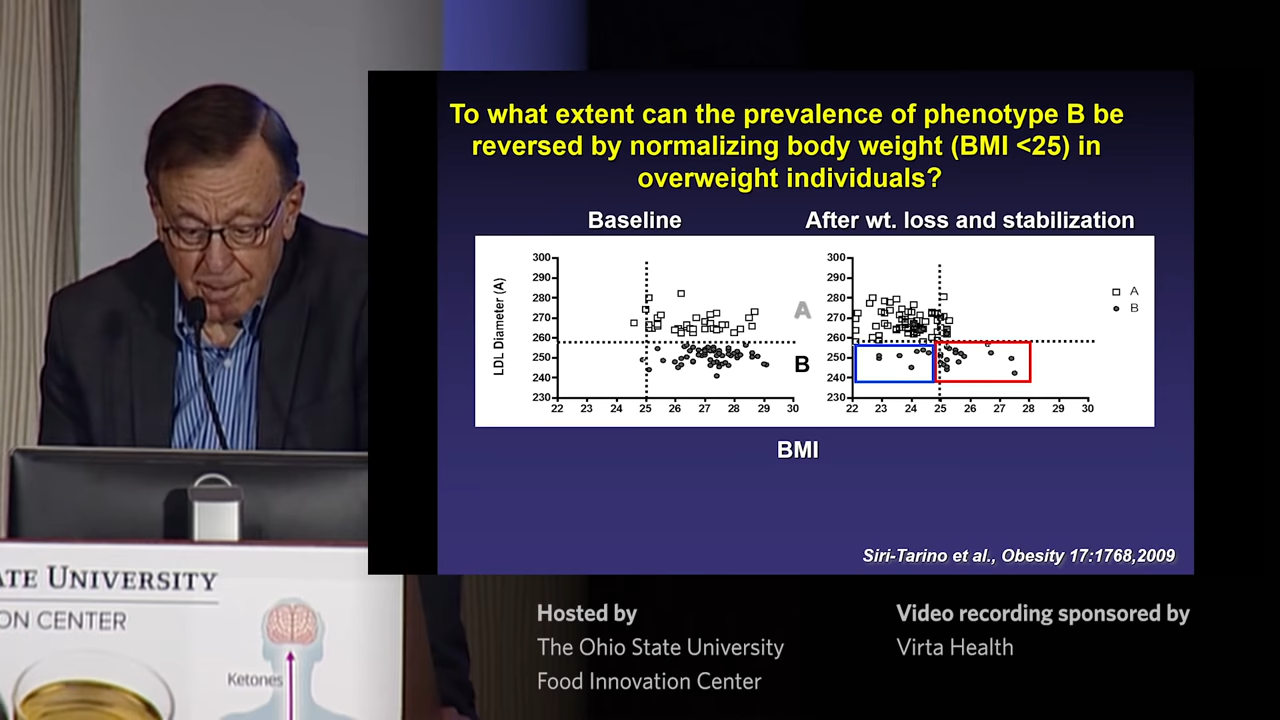 To what extent can the prevalence of phenotype B be
reversed by normalizing body weight (BMI <25) in
overweight individuals?
Baseline
After wt. loss and stabilization
LDL Diameter (A)
300
290
280
270
260
250
240
230
22 23 24 25 26 27 28 29 30
A
B
300
290
280
270
260
250
240
230
22 23 24 25 26 27 28 29 30
A
B
BMI
Siri-Tarino et al., Obesity 17:1768,2009
ATE UNIVERSITY
ON CENTER
Ketones
Hosted by
The Ohio State University
Food Innovation Center
Video recording sponsored by
Virta Health